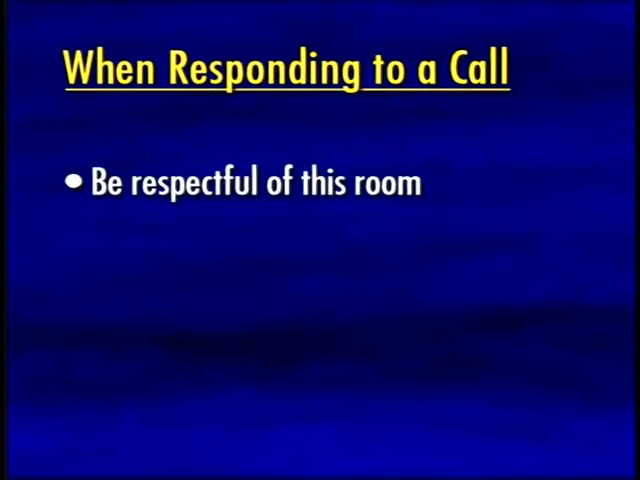 When Responding to a Call
• Be respectful of this room